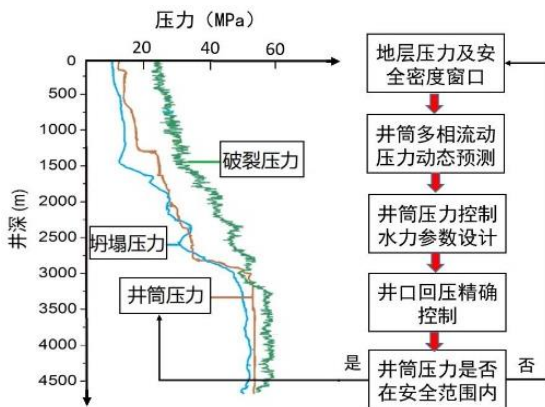 压力（MPa）
0
20
40
60
0
500
1000
1500
2000
2500
3000
3500
4000
4500
井深(m)
破裂压力
坍塌压力
井筒压力
地层压力及安
全密度窗口
井筒多相流动
压力动态预测
井筒压力控制
水力参数设计
井口回压精确
控制
井筒压力是否
在安全范围内
是
否